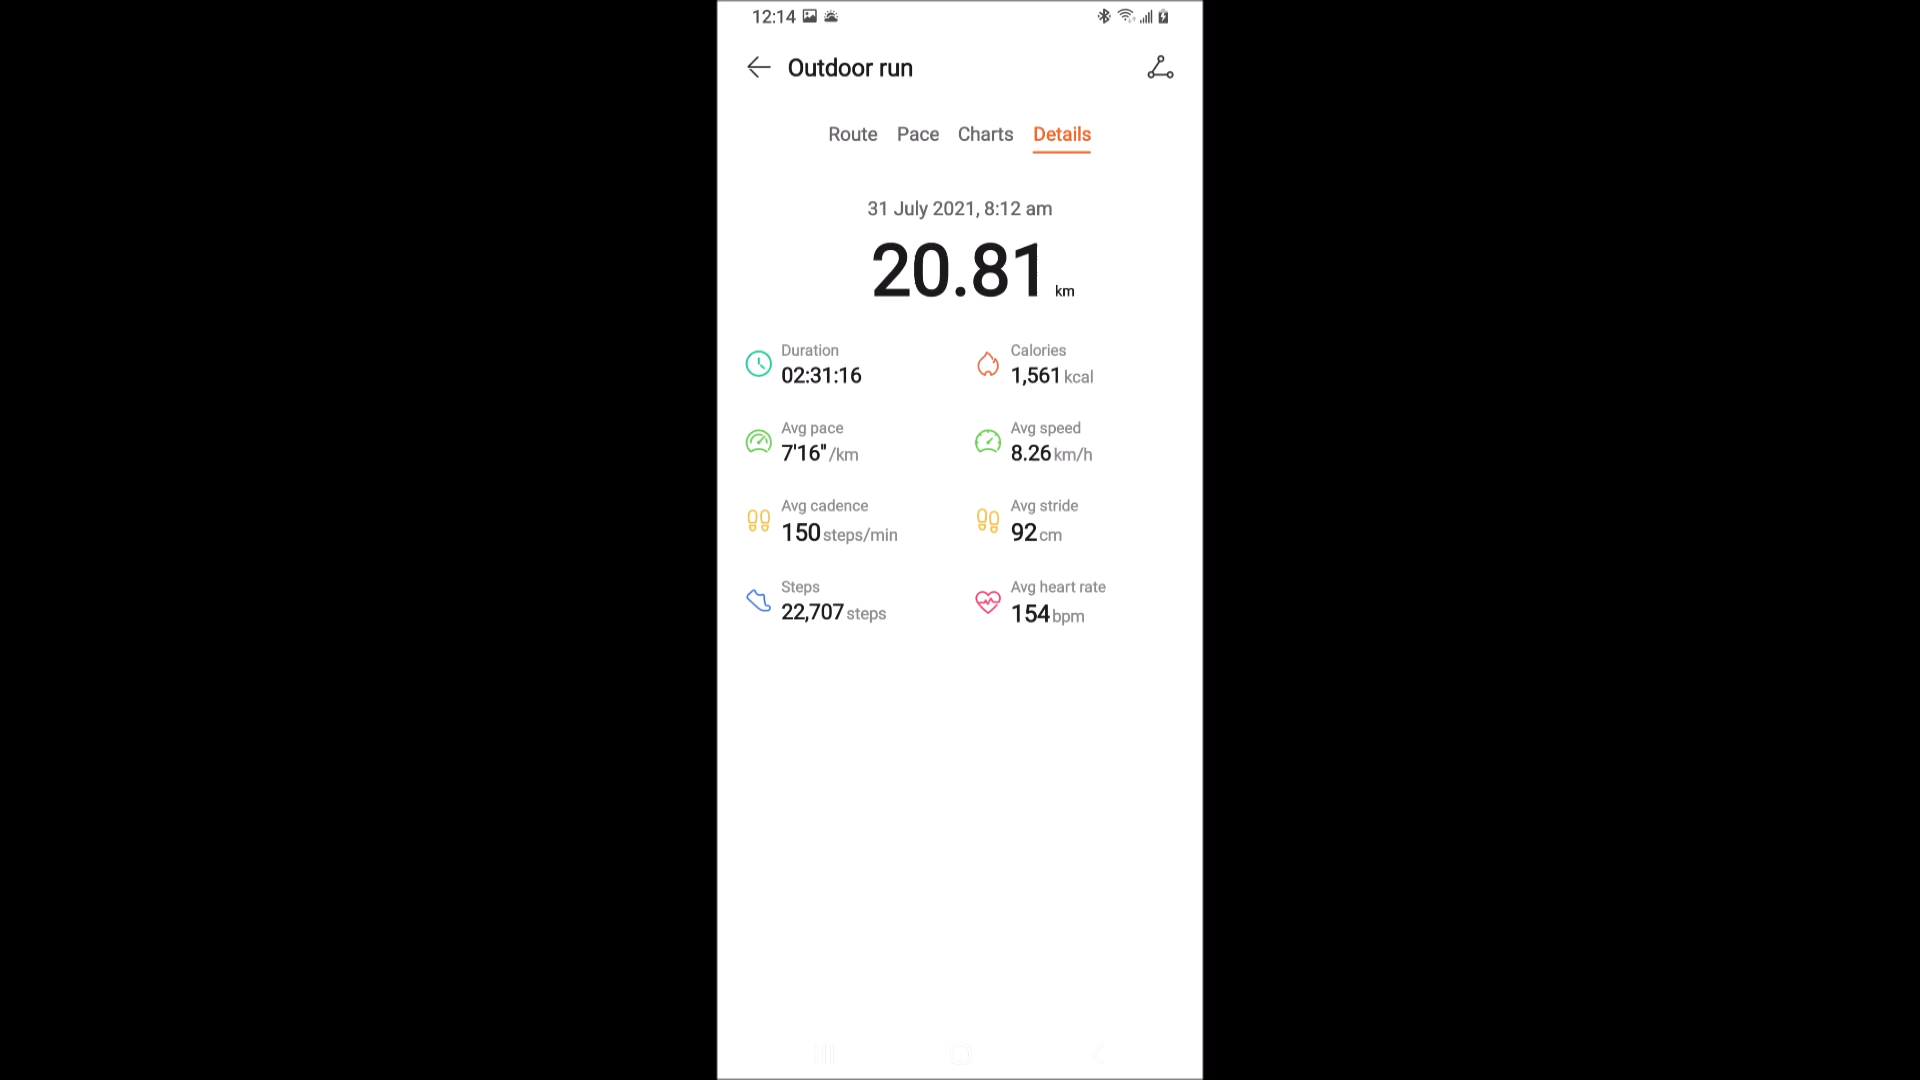 12:14
Outdoor run
Route Pace Charts Details
31 July 2021, 8:12 am
20.81 km
Duration Calories
02:31:16 1,561 kcal
Avg pace Avg speed
7'16" /km 8.26 km/h
Avg cadence Avg stride
150 steps/min 92 cm
Steps Avg heart rate
22,707 steps 154 bpm